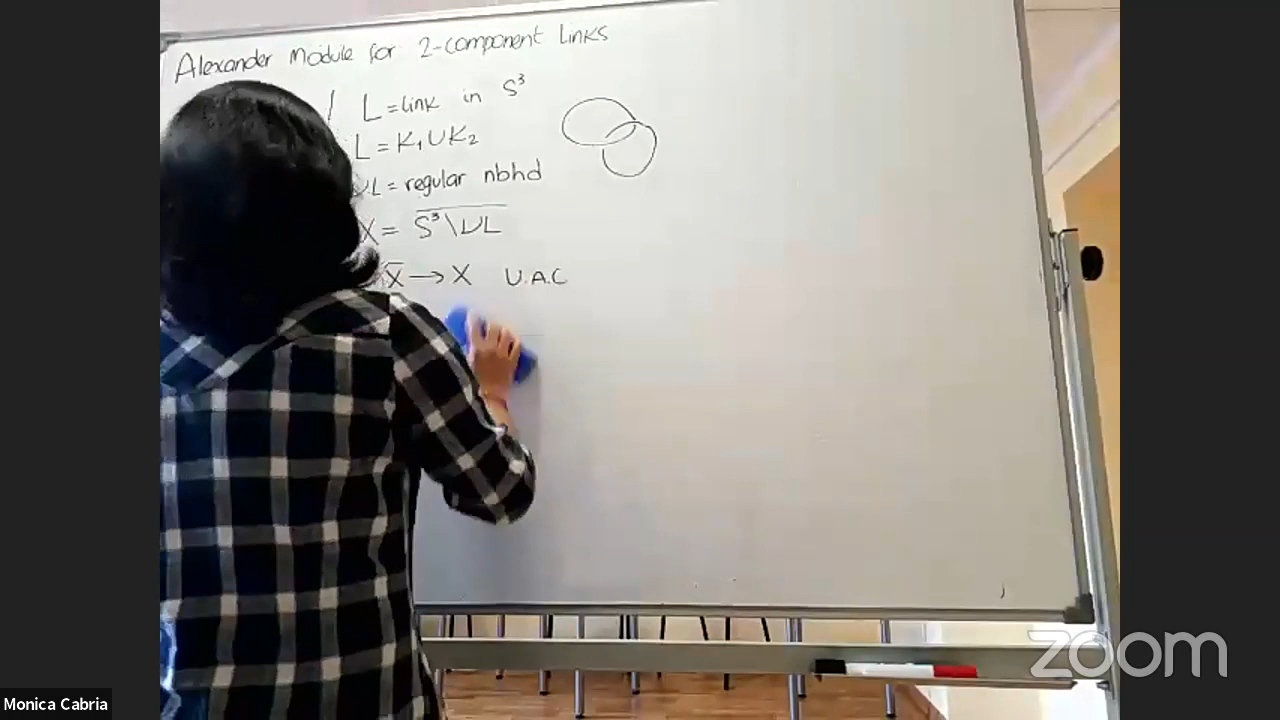 Alexander Module for 2-component Links
L = link in S³
L = K₁ ∪ K₂
νL = regular nbhd
X = \overline{S³ \ νL}
X̅ → X U.A.C
zoom
Monica Cabria